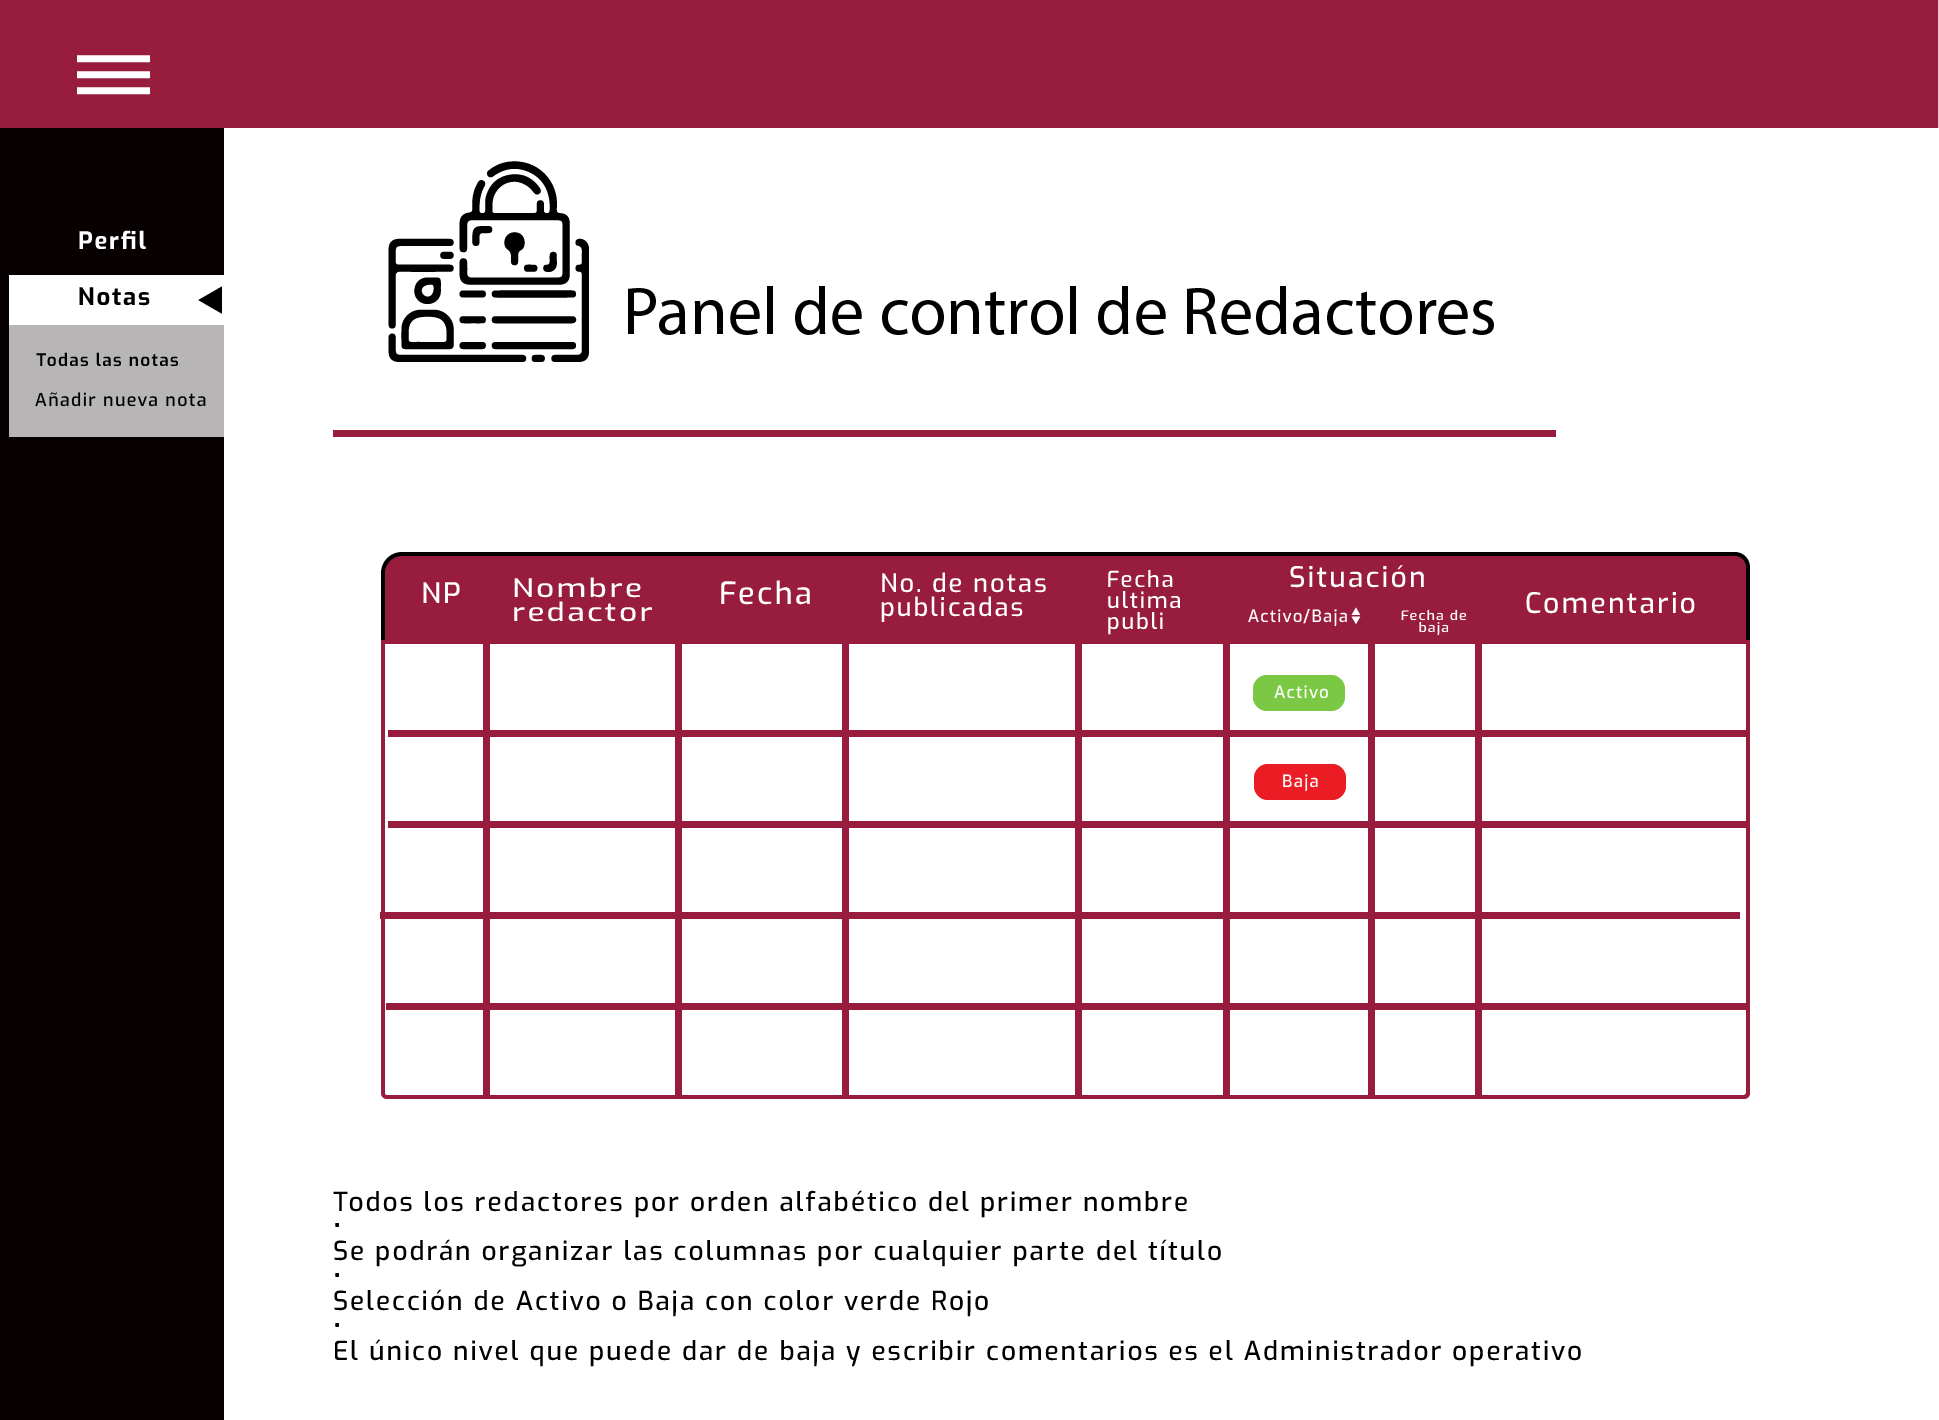 Perfil
Notas
Todas las notas
Añadir nueva nota
Panel de control de Redactores
NP
Nombre
redactor
Fecha
No. de notas
publicadas
Fecha
ultima
publi
Situación
Activo/Baja
Fecha de
baja
Comentario
Activo
Baja
Todos los redactores por orden alfabético del primer nombre
.
Se podrán organizar las columnas por cualquier parte del título
.
Selección de Activo o Baja con color verde Rojo
.
El único nivel que puede dar de baja y escribir comentarios es el Administrador operativo